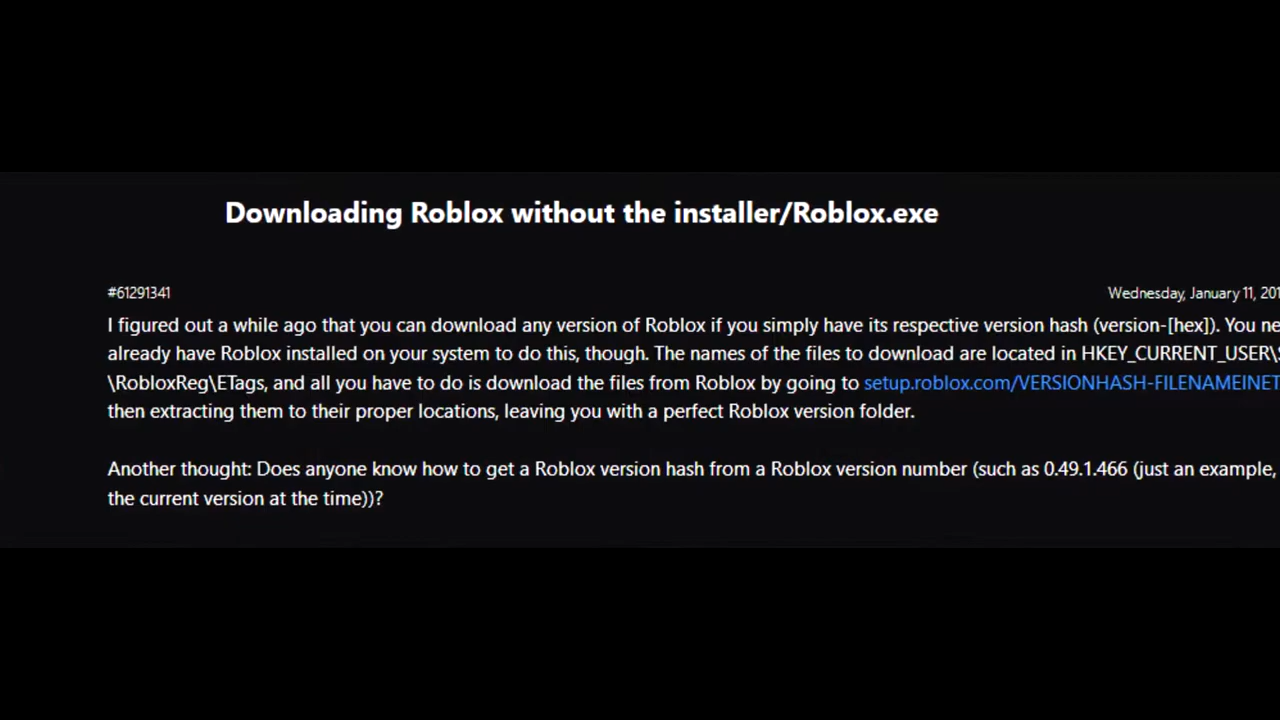 Downloading Roblox without the installer/Roblox.exe
#61291341
Wednesday, January 11, 201
I figured out a while ago that you can download any version of Roblox if you simply have its respective version hash (version-[hex]). You ne
already have Roblox installed on your system to do this, though. The names of the files to download are located in HKEY_CURRENT_USER\S
\RobloxReg\ETags, and all you have to do is download the files from Roblox by going to setup.roblox.com/VERSIONHASH-FILENAMEINET
then extracting them to their proper locations, leaving you with a perfect Roblox version folder.
Another thought: Does anyone know how to get a Roblox version hash from a Roblox version number (such as 0.49.1.466 (just an example,
the current version at the time))?